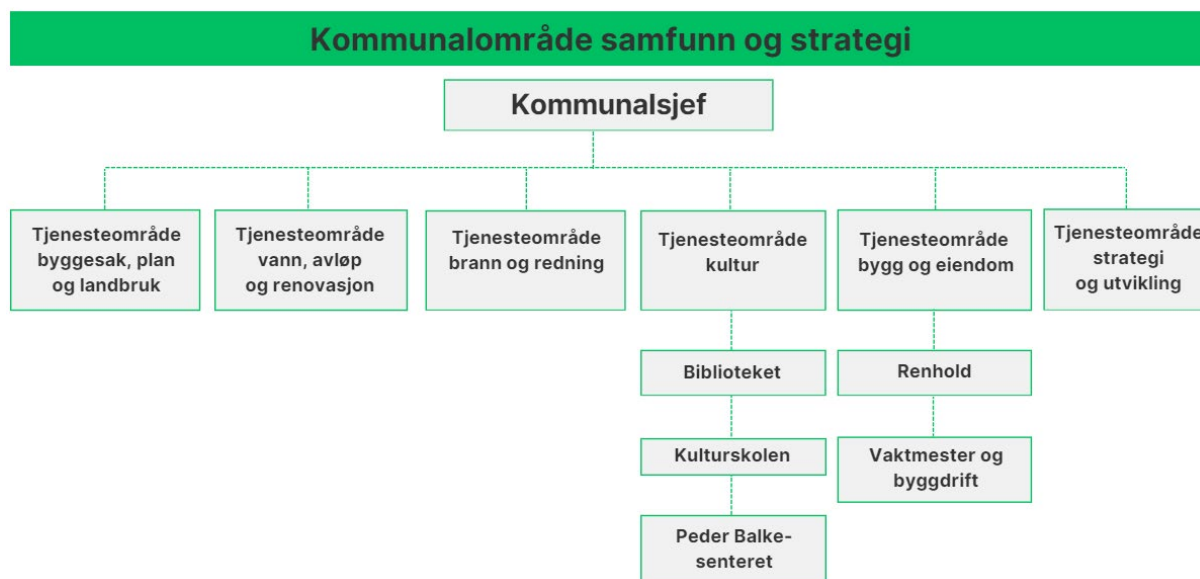 Kommunalområde samfunn og strategi
Kommunalsjef
Tjenesteområde
byggesak, plan
og landbruk
Tjenesteområde
vann, avløp
og renovasjon
Tjenesteområde
brann og redning
Tjenesteområde
kultur
Tjenesteområde
bygg og eiendom
Tjenesteområde
strategi
og utvikling
Biblioteket
Renhold
Kulturskolen
Vaktmester og
byggdrift
Peder Balke-
senteret